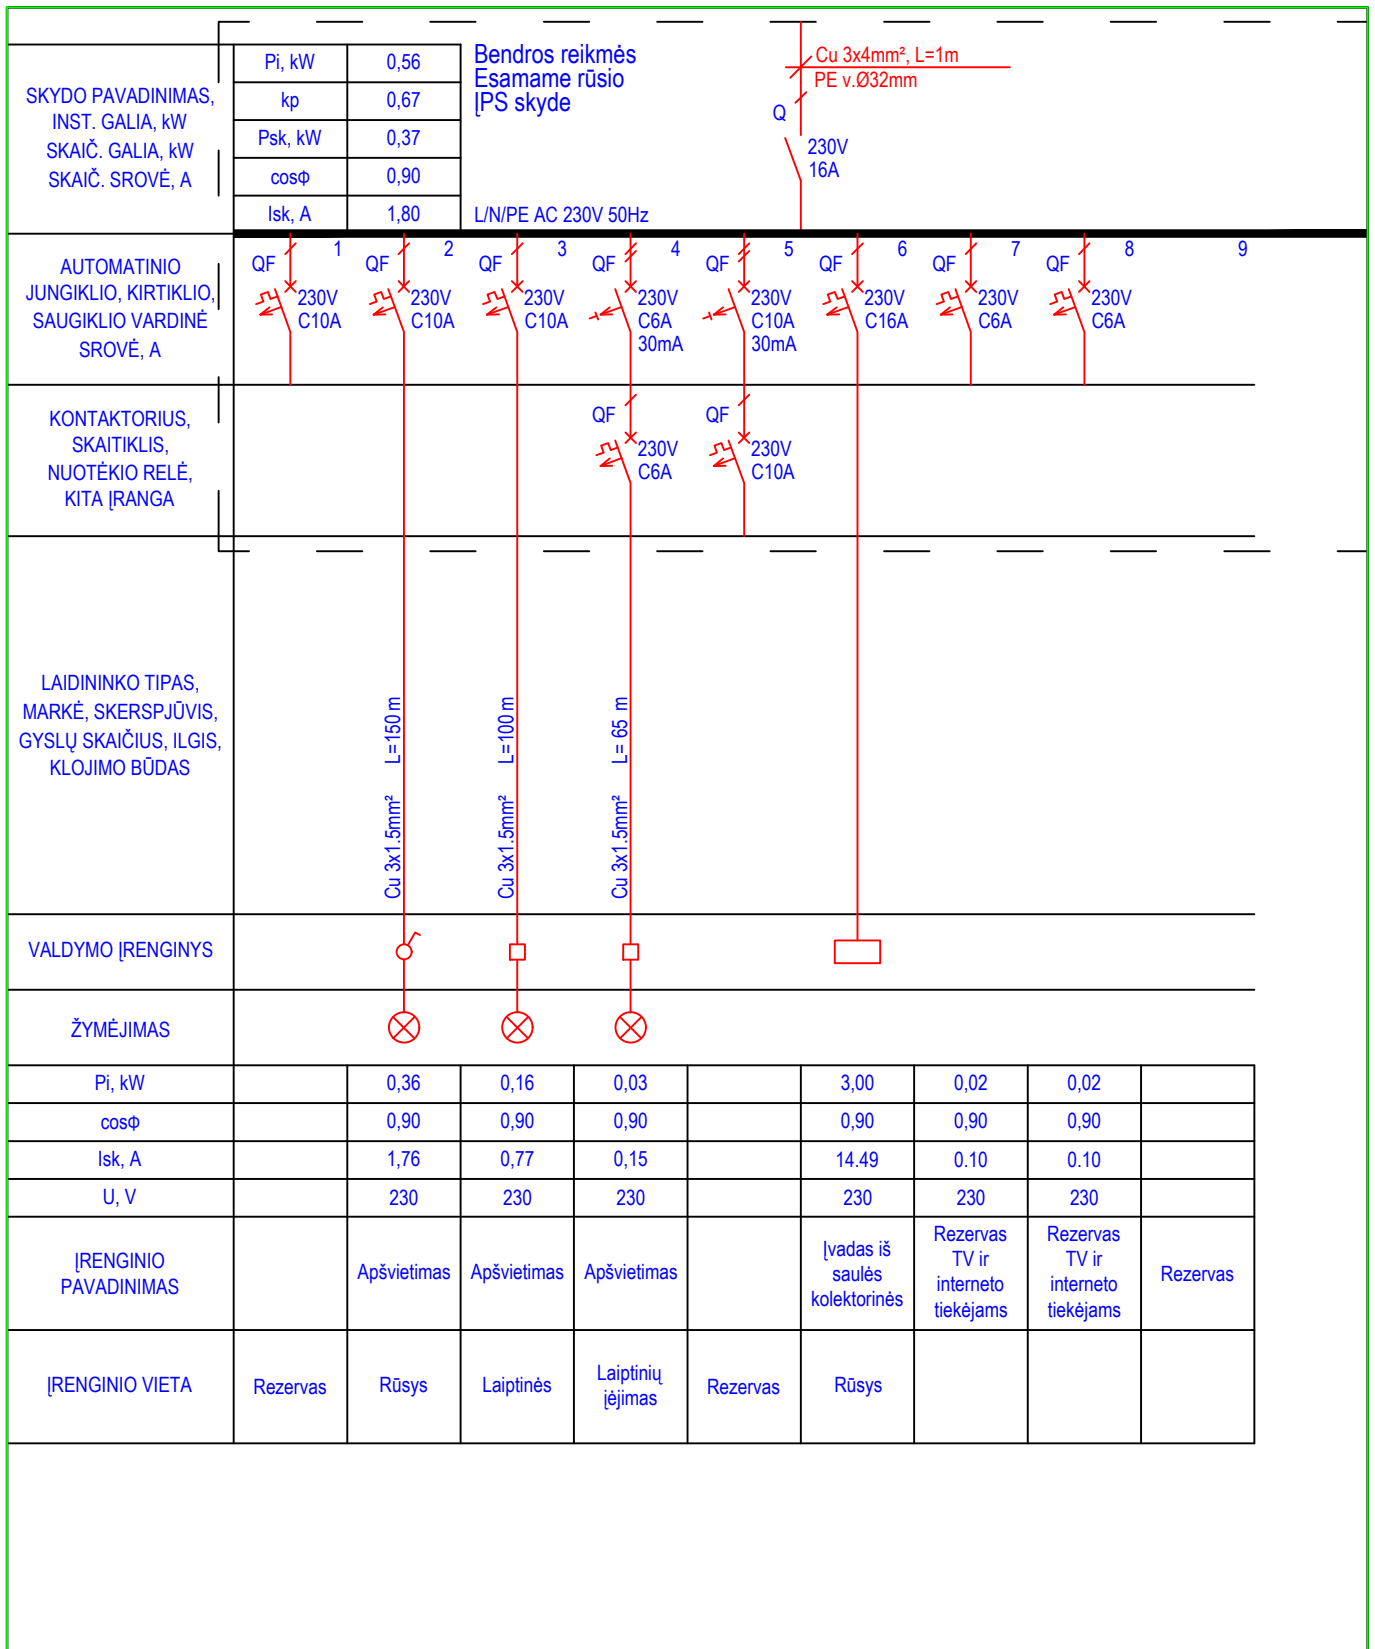 SKYDO PAVADINIMAS,
INST. GALIA, kW
SKAIČ. GALIA, kW
SKAIČ. SROVĖ, A
Pi, kW 0,56
kp 0,67
Psk, kW 0,37
cosΦ 0,90
Isk, A 1,80
Bendros reikmės
Esamame rūsio
ĮPS skyde
L/N/PE AC 230V 50Hz
Cu 3x4mm², L=1m
PE v.Ø32mm
Q
230V
16A
AUTOMATINIO
JUNGIKLIO, KIRTIKLIO,
SAUGIKLIO VARDINĖ
SROVĖ, A
1 2 3 4 5 6 7 8 9
QF QF QF QF QF QF QF QF
230V 230V 230V 230V 230V 230V 230V 230V
C10A C10A C10A C6A C10A C16A C6A C6A
30mA 30mA
KONTAKTORIUS,
SKAITIKLIS,
NUOTĖKIO RELĖ,
KITA ĮRANGA
QF QF
230V 230V
C6A C10A
LAIDININKO TIPAS,
MARKĖ, SKERSPJŪVIS,
GYSLŲ SKAIČIUS, ILGIS,
KLOJIMO BŪDAS
Cu 3x1.5mm² L=150 m
Cu 3x1.5mm² L=100 m
Cu 3x1.5mm² L= 65 m
VALDYMO ĮRENGINYS
ŽYMĖJIMAS
Pi, kW 0,36 0,16 0,03 3,00 0,02 0,02
cosΦ 0,90 0,90 0,90 0,90 0,90 0,90
Isk, A 1,76 0,77 0,15 14.49 0.10 0.10
U, V 230 230 230 230 230 230
ĮRENGINIO
PAVADINIMAS
Apšvietimas
Apšvietimas
Apšvietimas
Įvadas iš
saulės
kolektorinės
Rezervas
TV ir
interneto
tiekėjams
Rezervas
TV ir
interneto
tiekėjams
Rezervas
ĮRENGINIO VIETA
Rezervas
Rūsys
Laiptinės
Laiptinių
įėjimas
Rezervas
Rūsys